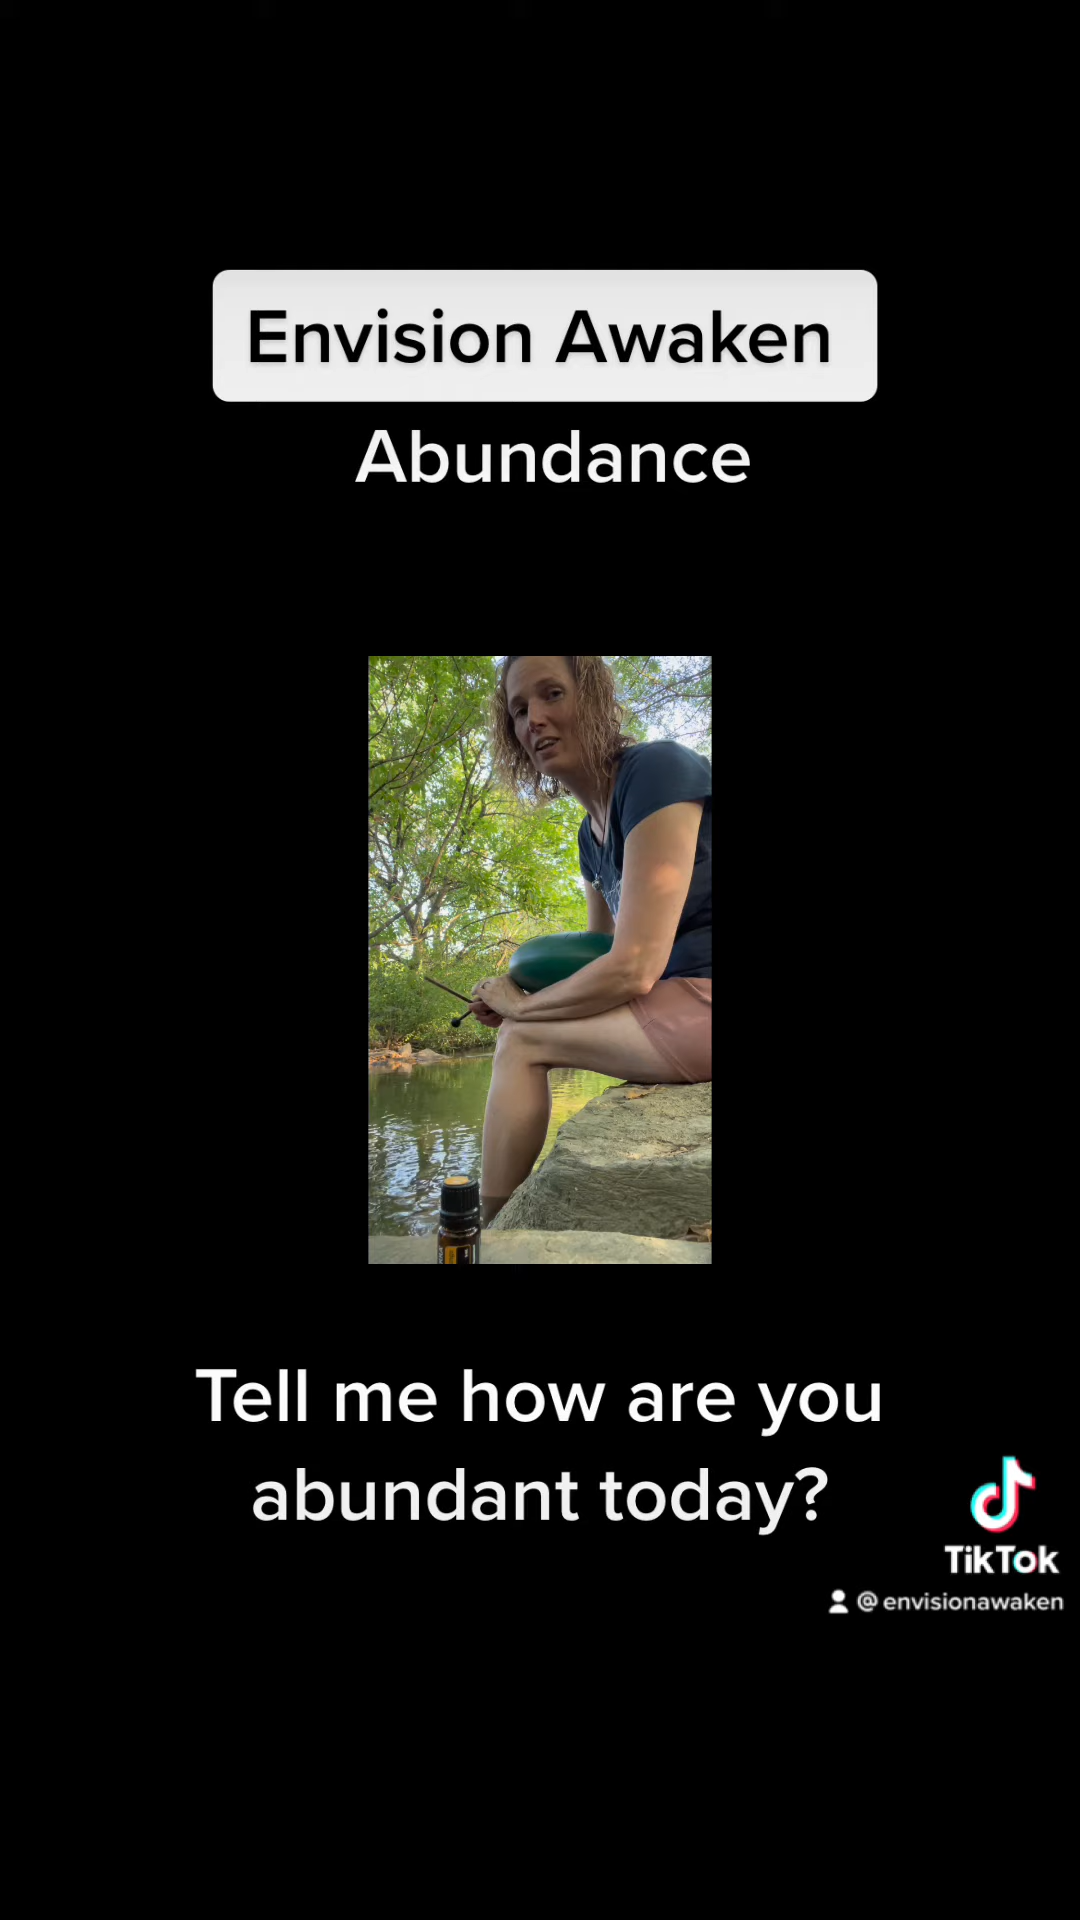 Envision Awaken
Abundance
Tell me how are you
abundant today?
TikTok
@envisionawaken